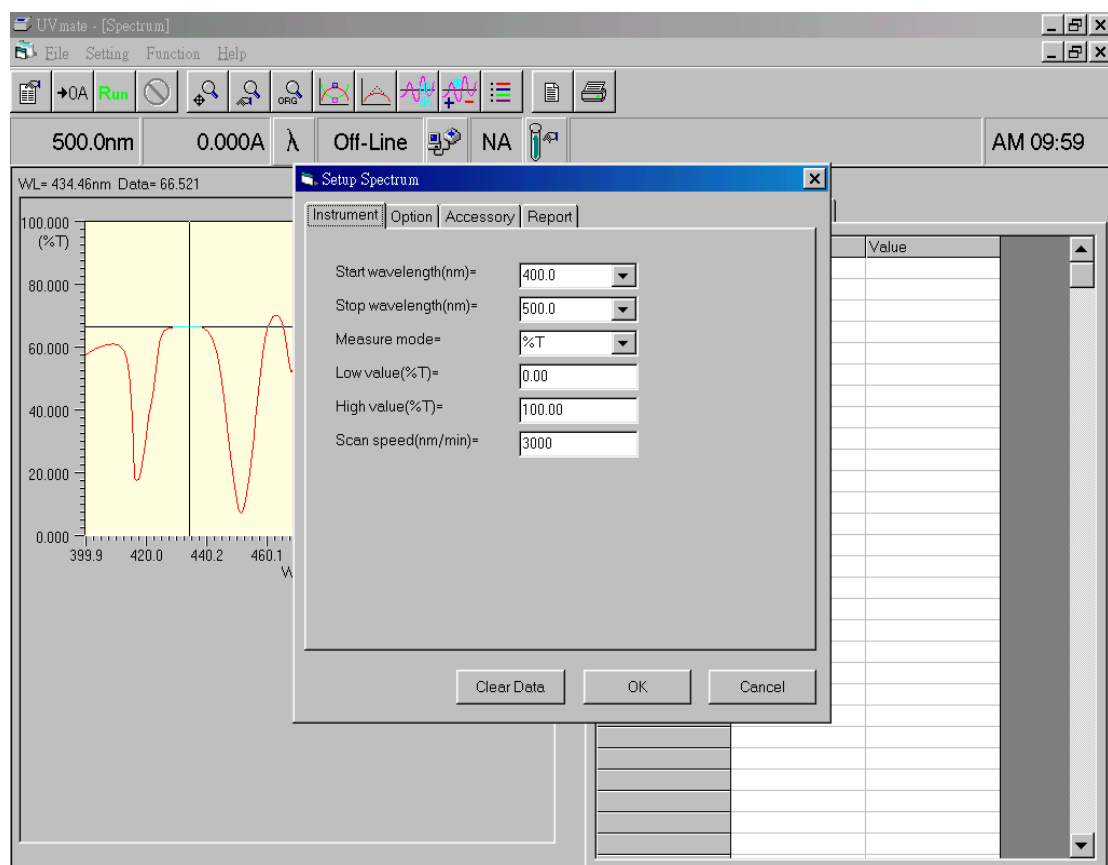 UVmate - [Spectrum]
File Setting Function Help
→0A Run ORG dλ
500.0nm 0.000A λ Off-Line NA AM 09:59
WL= 434.46nm Data= 66.521
100.000
(%T)
80.000
60.000
40.000
20.000
0.000
399.9 420.0 440.2 460.1
W
Setup Spectrum
Instrument Option Accessory Report
Start wavelength(nm)= 400.0
Stop wavelength(nm)= 500.0
Measure mode= %T
Low value(%T)= 0.00
High value(%T)= 100.00
Scan speed(nm/min)= 3000
Clear Data OK Cancel
Value